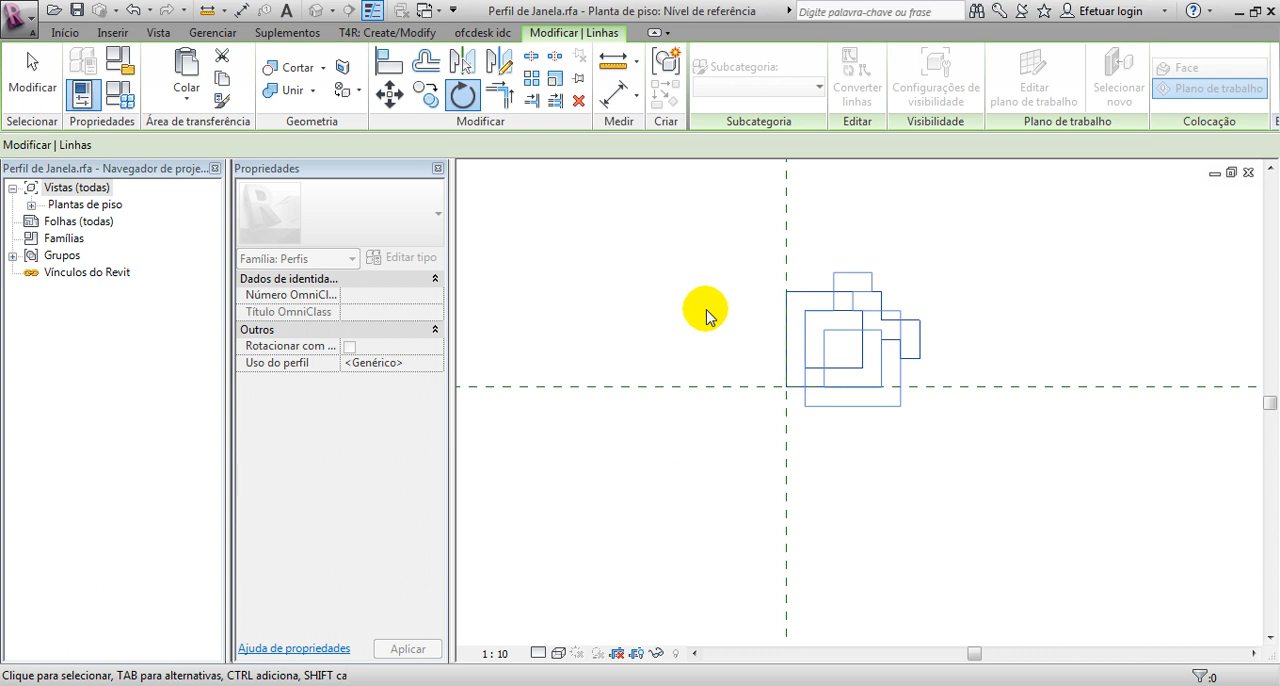 Perfil de Janela.rfa - Planta de piso: Nível de referência
Digite palavra-chave ou frase
Efetuar login
Início Inserir Vista Gerenciar Suplementos T4R: Create/Modify ofcdesk idc Modificar | Linhas
Modificar
Colar
Cortar
Unir
Subcategoria:
Converter linhas
Configurações de visibilidade
Editar plano de trabalho
Selecionar novo
Face
Plano de trabalho
Selecionar Propriedades Área de transferência Geometria Modificar Medir Criar Subcategoria Editar Visibilidade Plano de trabalho Colocação
Modificar | Linhas
Perfil de Janela.rfa - Navegador de proje...
Vistas (todas)
Plantas de piso
Folhas (todas)
Famílias
Grupos
Vínculos do Revit
Propriedades
Família: Perfis
Editar tipo
Dados de identida...
Número OmniCl...
Título OmniClass
Outros
Rotacionar com ...
Uso do perfil <Genérico>
Ajuda de propriedades
Aplicar
1 : 10
Clique para selecionar, TAB para alternativas, CTRL adiciona, SHIFT ca
:0